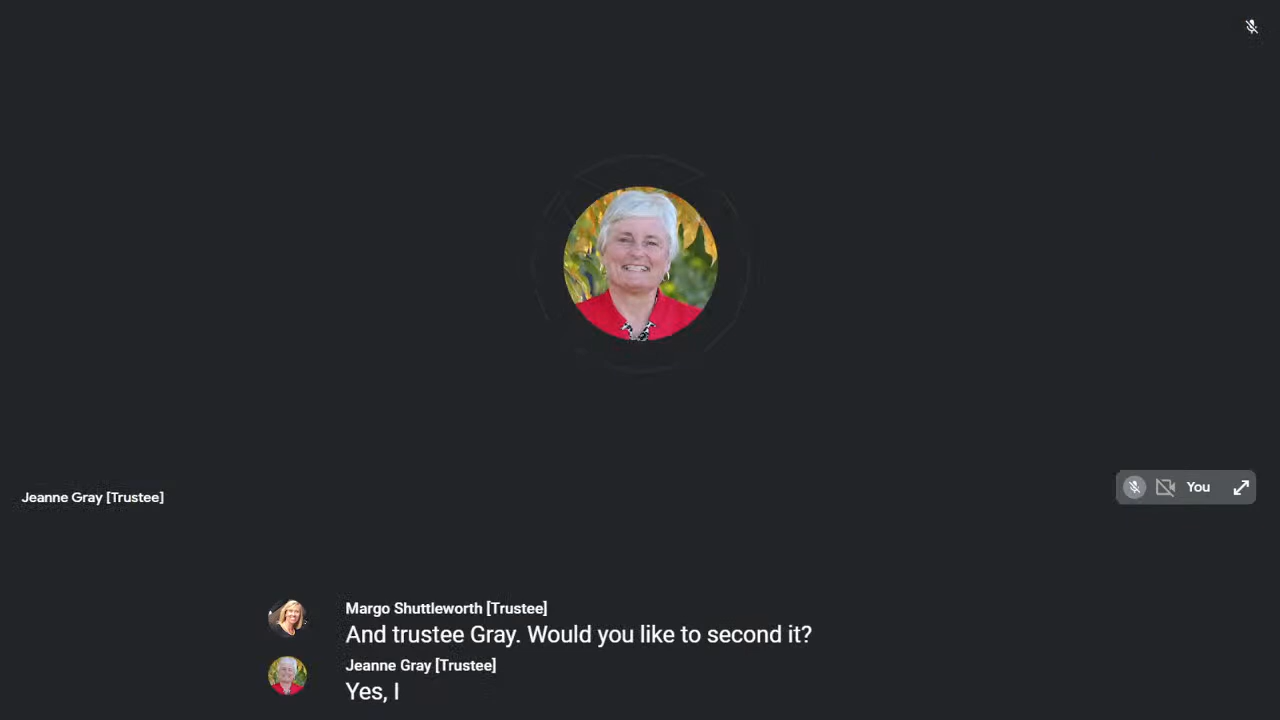 Jeanne Gray [Trustee]
You
Margo Shuttleworth [Trustee]
And trustee Gray. Would you like to second it?
Jeanne Gray [Trustee]
Yes, I